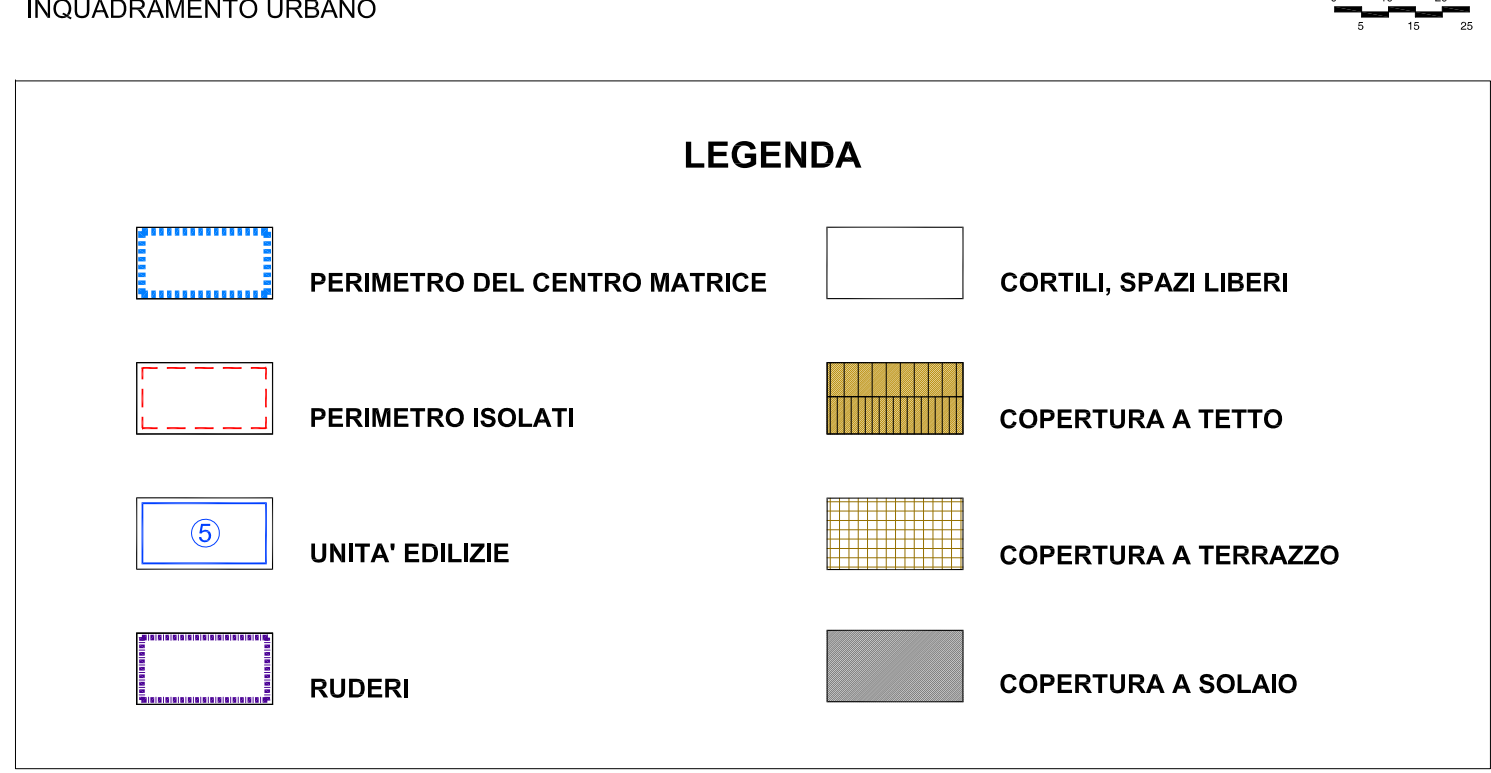 INQUADRAMENTO URBANO
5 15 25
LEGENDA
PERIMETRO DEL CENTRO MATRICE
CORTILI, SPAZI LIBERI
PERIMETRO ISOLATI
COPERTURA A TETTO
5
UNITA' EDILIZIE
COPERTURA A TERRAZZO
RUDERI
COPERTURA A SOLAIO